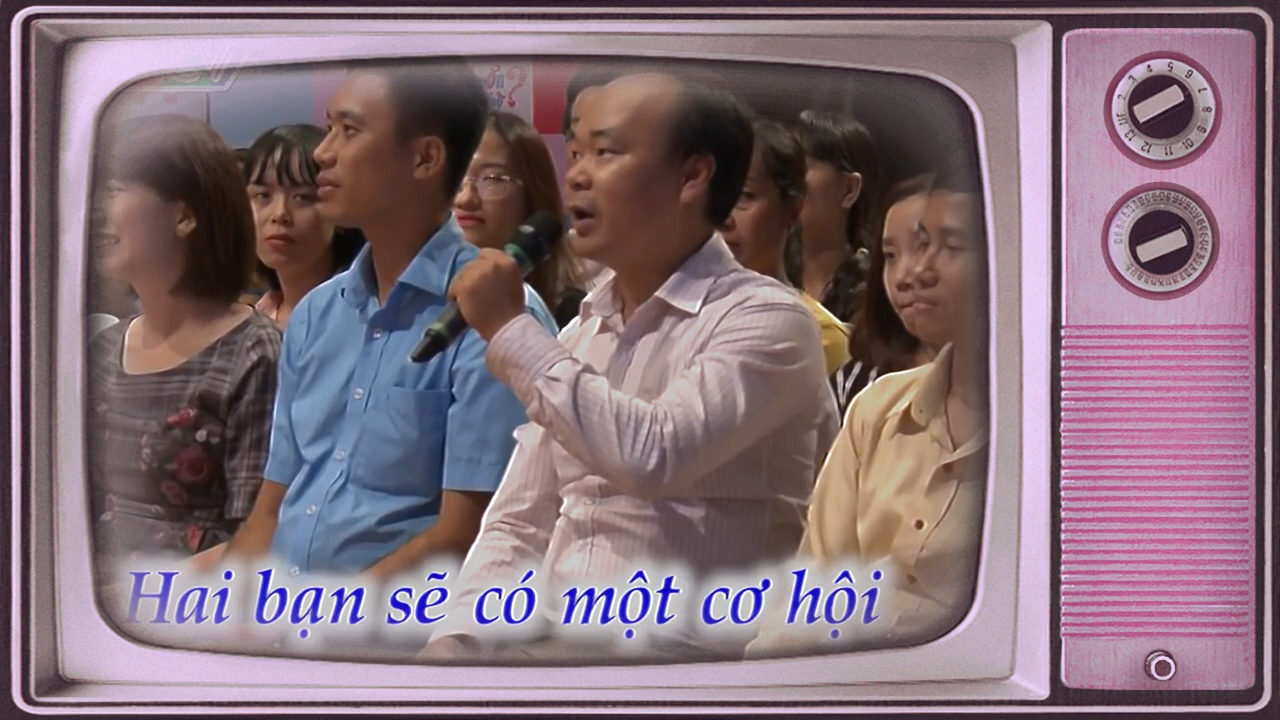 Hai bạn sẽ có một cơ hội